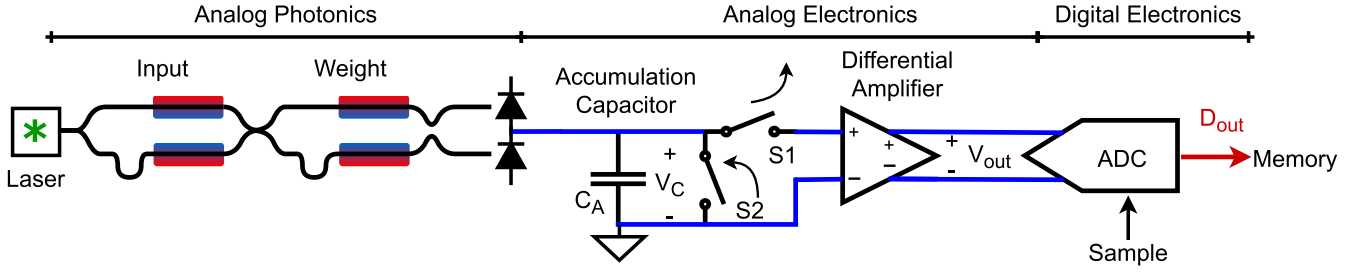 Analog Photonics
Analog Electronics
Digital Electronics
Input
Weight
Accumulation
Capacitor
Differential
Amplifier
*
Laser
C_A
+
V_C
-
S2
S1
+
−
+
−
+
V_out
-
ADC
Sample
D_out
Memory